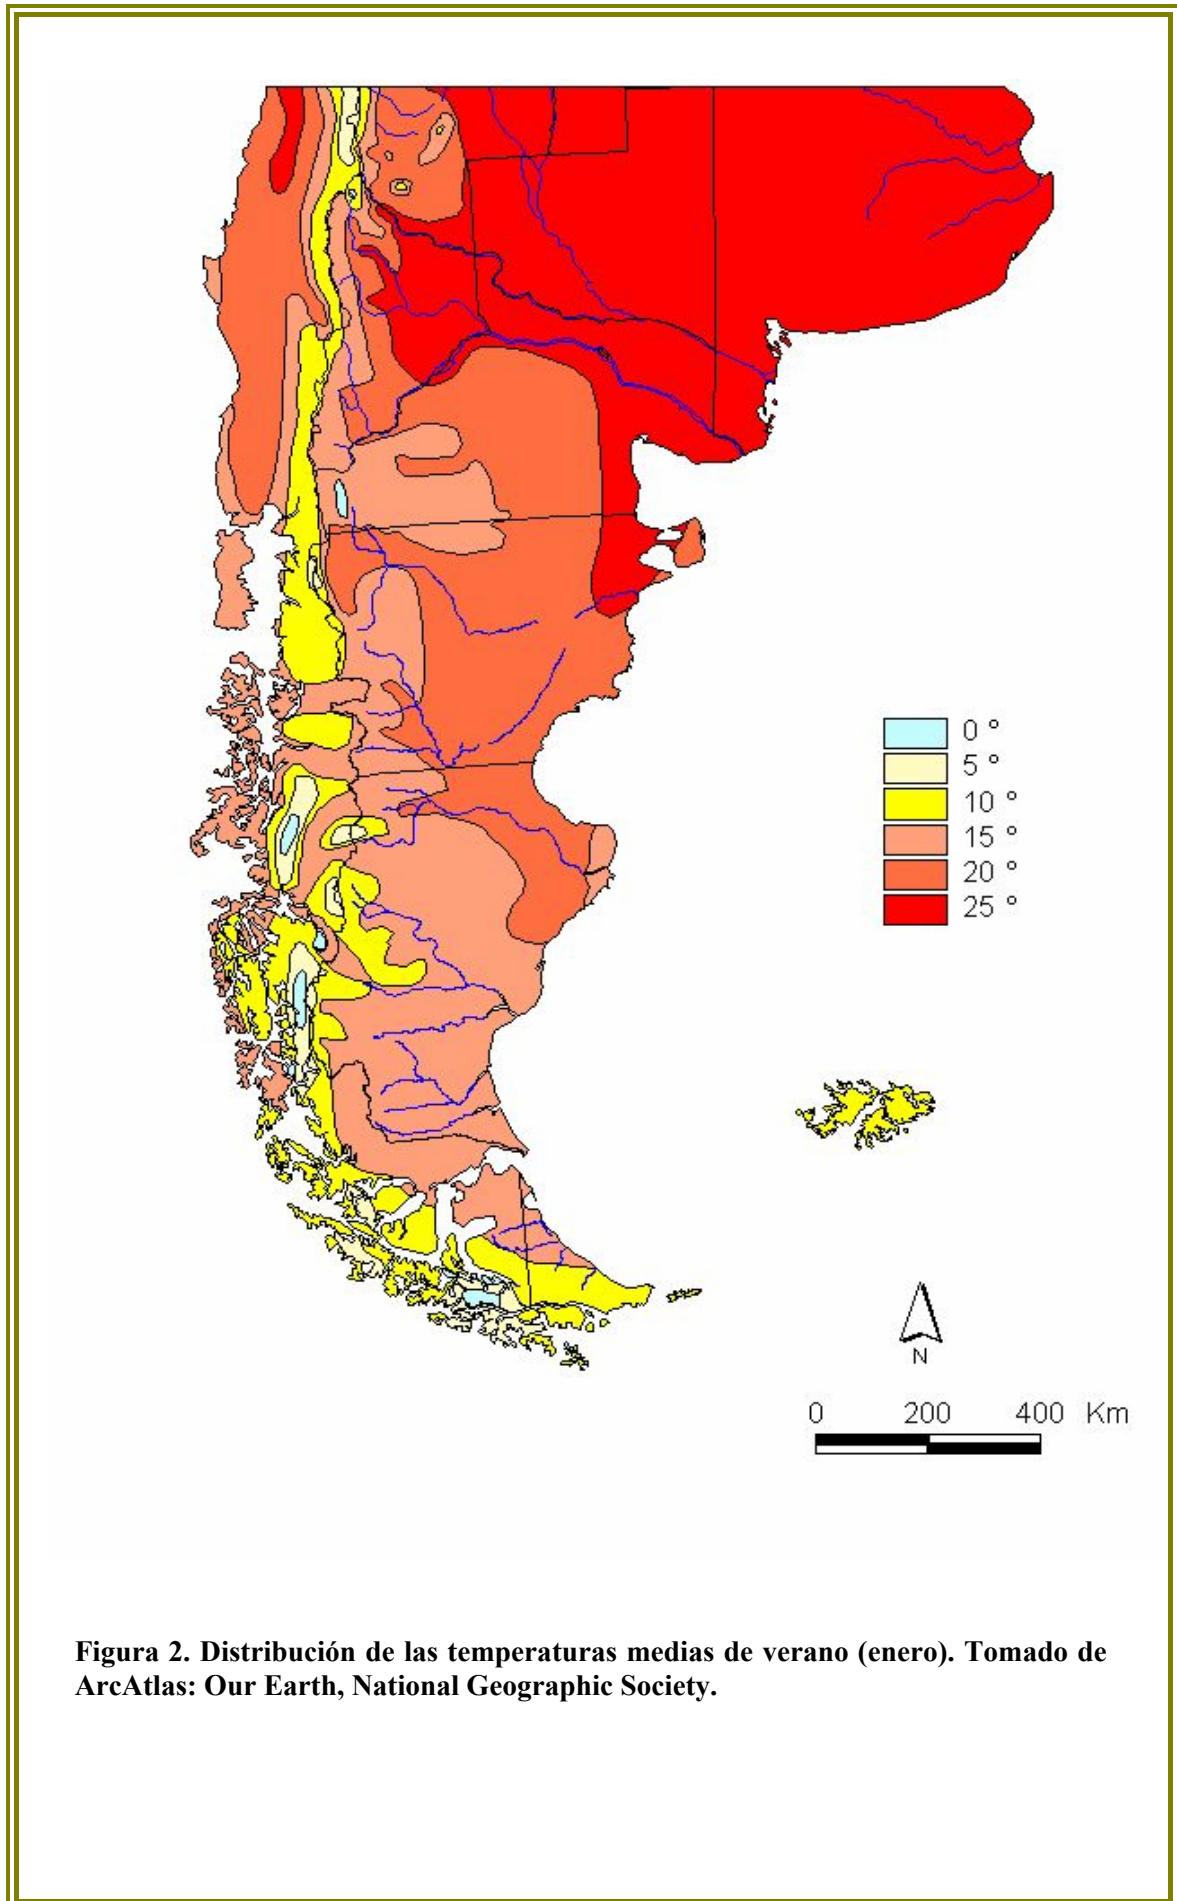 0 °
5 °
10 °
15 °
20 °
25 °
N
0 200 400 Km
Figura 2. Distribución de las temperaturas medias de verano (enero). Tomado de
ArcAtlas: Our Earth, National Geographic Society.